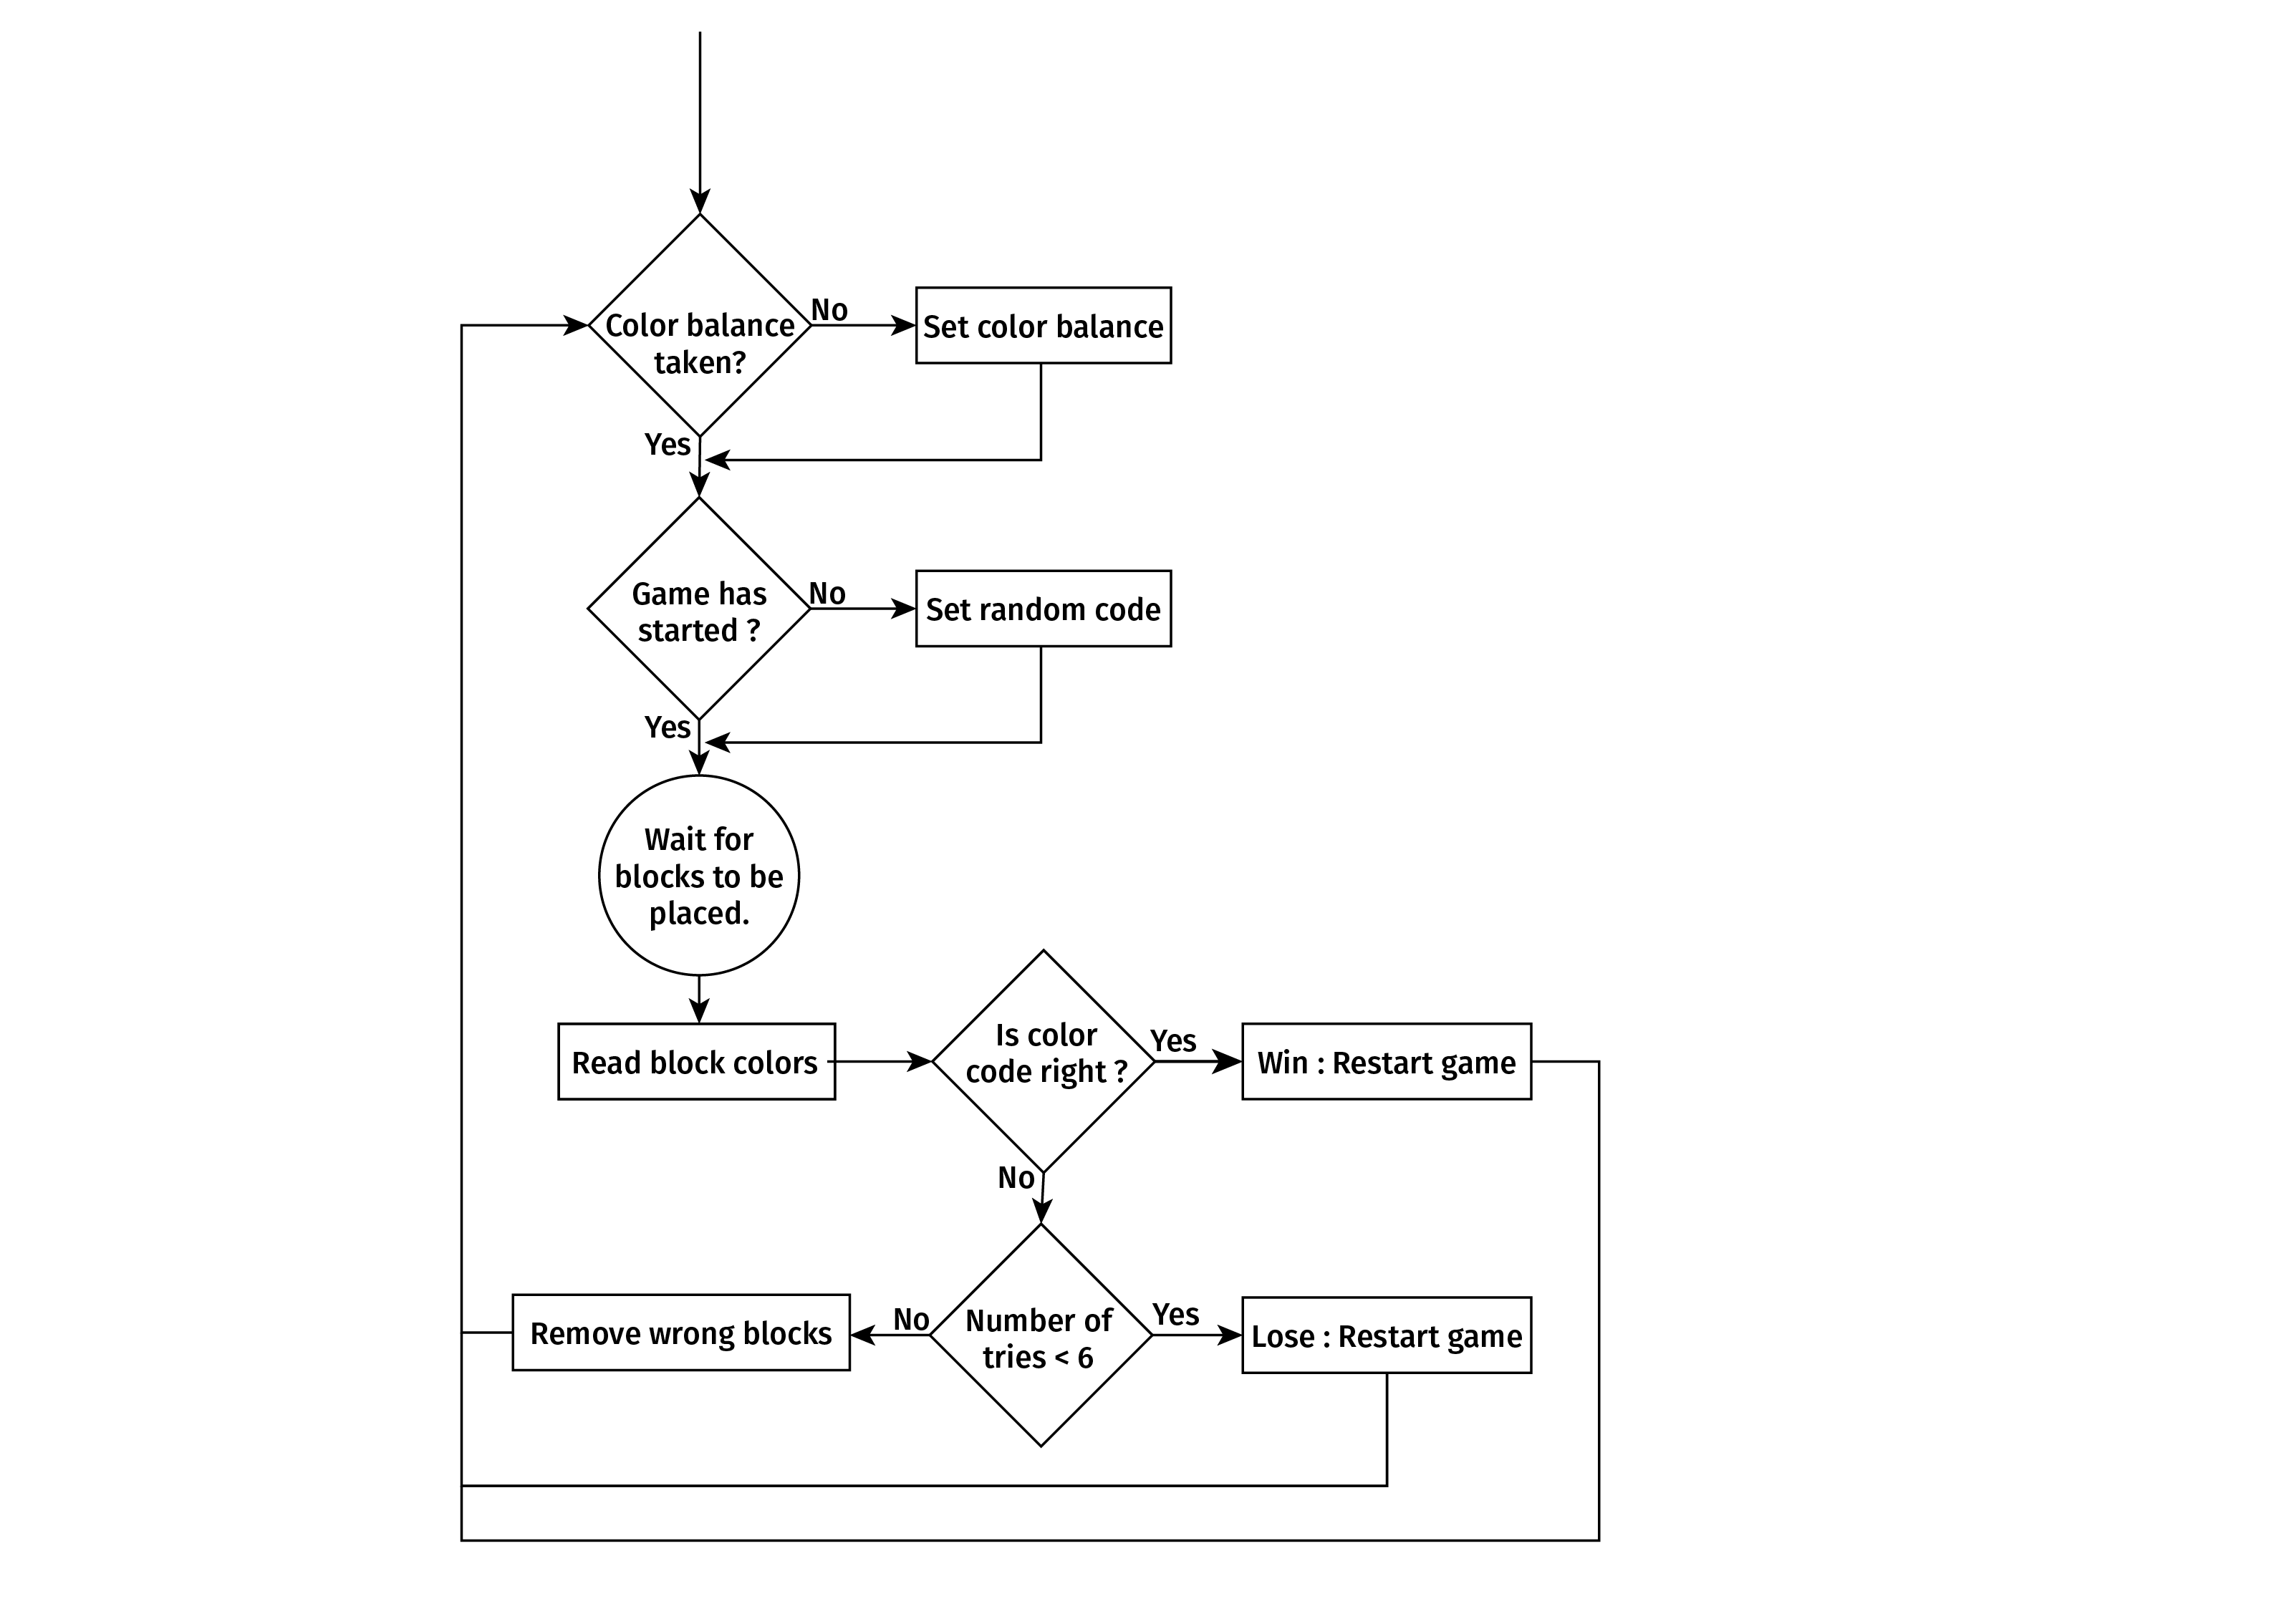 No
Color balance
taken?
Set color balance
Yes
Game has
started ?
No
Set random code
Yes
Wait for
blocks to be
placed.
Read block colors
Is color
code right ?
Yes
Win : Restart game
No
Remove wrong blocks
No
Number of
tries < 6
Yes
Lose : Restart game